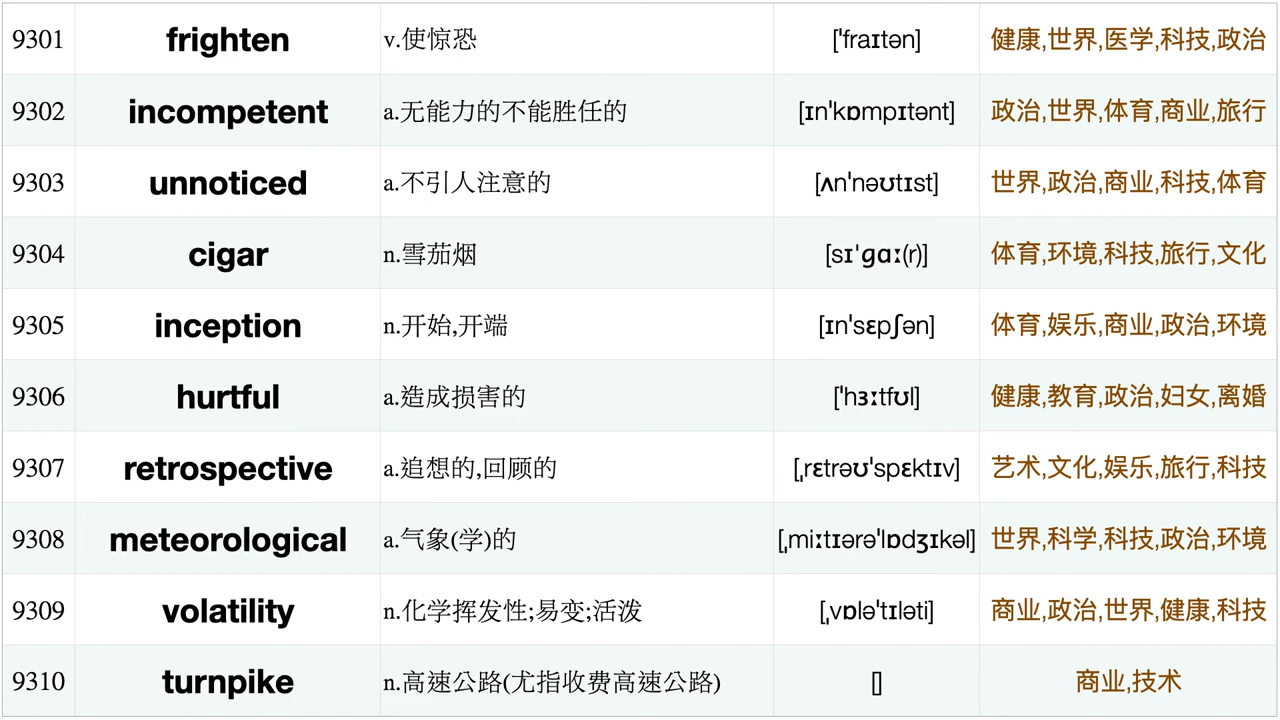 9301 frighten v.使惊恐 [ˈfraɪtən] 健康,世界,医学,科技,政治
9302 incompetent a.无能力的不能胜任的 [ɪnˈkɒmpɪtənt] 政治,世界,体育,商业,旅行
9303 unnoticed a.不引人注意的 [ʌnˈnəʊtɪst] 世界,政治,商业,科技,体育
9304 cigar n.雪茄烟 [sɪˈɡɑː(r)] 体育,环境,科技,旅行,文化
9305 inception n.开始,开端 [ɪnˈsɛpʃən] 体育,娱乐,商业,政治,环境
9306 hurtful a.造成损害的 [ˈhɜːtfʊl] 健康,教育,政治,妇女,离婚
9307 retrospective a.追想的,回顾的 [ˌrɛtrəʊˈspɛktɪv] 艺术,文化,娱乐,旅行,科技
9308 meteorological a.气象(学)的 [ˌmiːtɪərəˈlɒdʒɪkəl] 世界,科学,科技,政治,环境
9309 volatility n.化学挥发性;易变;活泼 [ˌvɒləˈtɪləti] 商业,政治,世界,健康,科技
9310 turnpike n.高速公路(尤指收费高速公路) [] 商业,技术